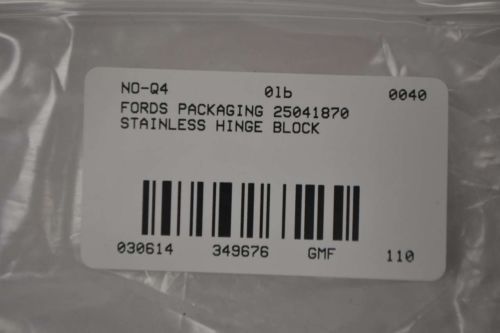 NO-Q4 01b 0040
FORDS PACKAGING 25041870
STAINLESS HINGE BLOCK
030614 349676 GMF 110